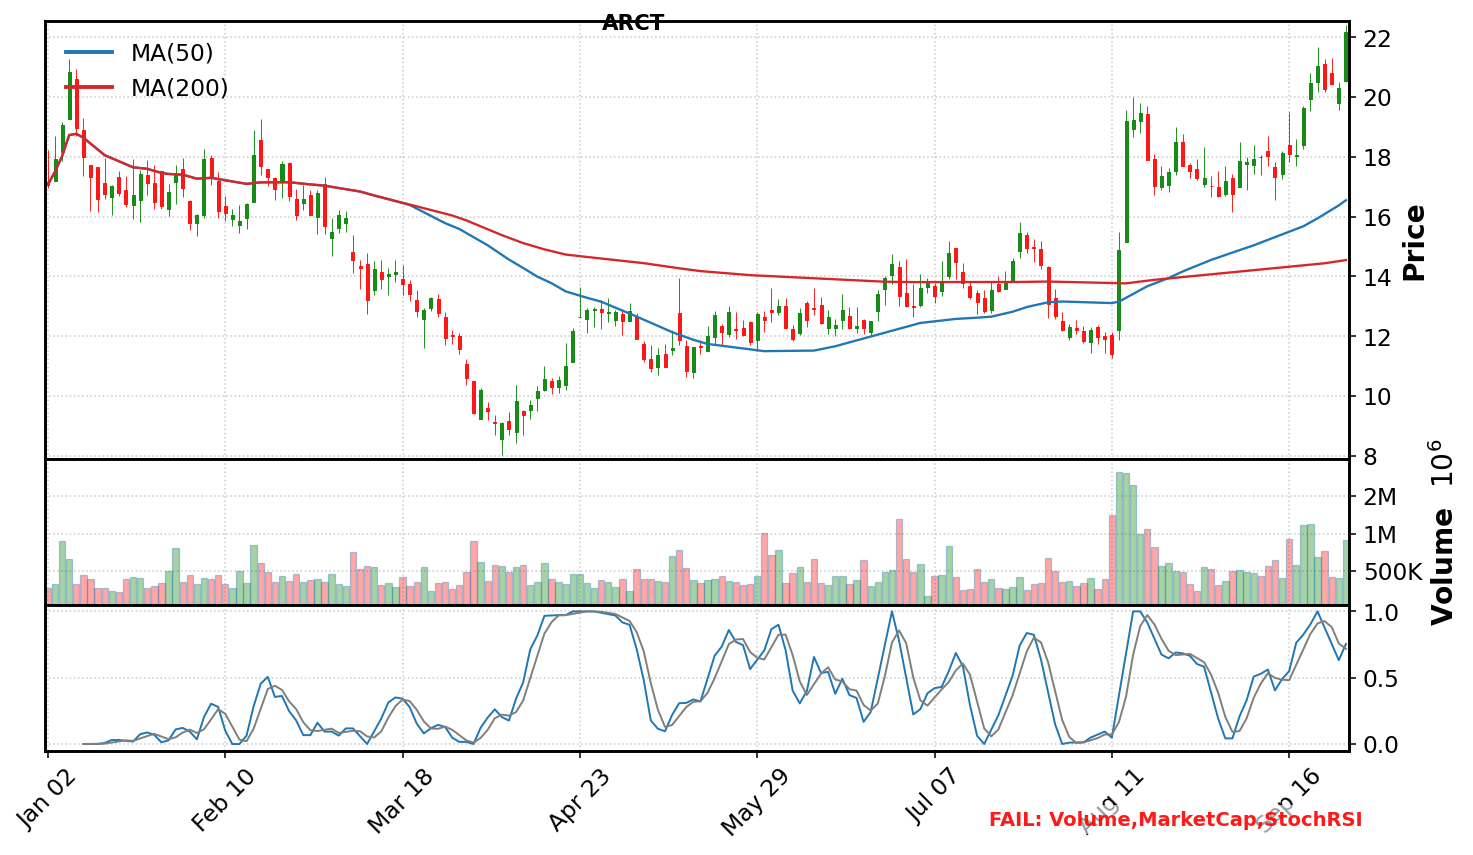 ARCT
MA(50)
MA(200)
22
20
18
16
14
12
10
8
Price
2M
1M
500K
Volume 10⁶
1.0
0.5
0.0
Jan 02
Feb 10
Mar 18
Apr 23
May 29
Jul 07
Aug 11
Sep 16
FAIL: Volume,MarketCap,StochRSI